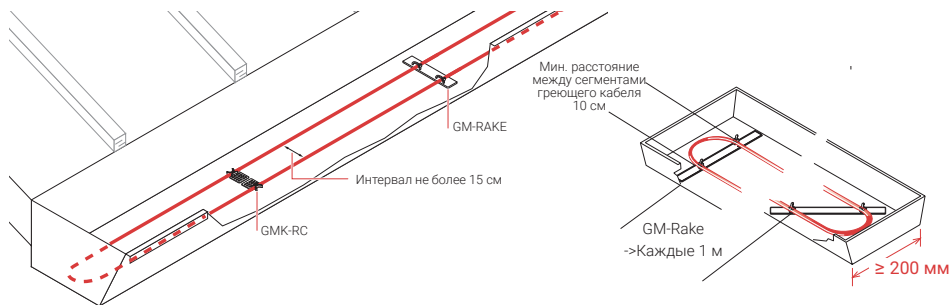 GM-RAKE
Интервал не более 15 см
GMK-RC
Мин. расстояние
между сегментами
греющего кабеля
10 см
GM-Rake
->Каждые 1 м
≥ 200 мм